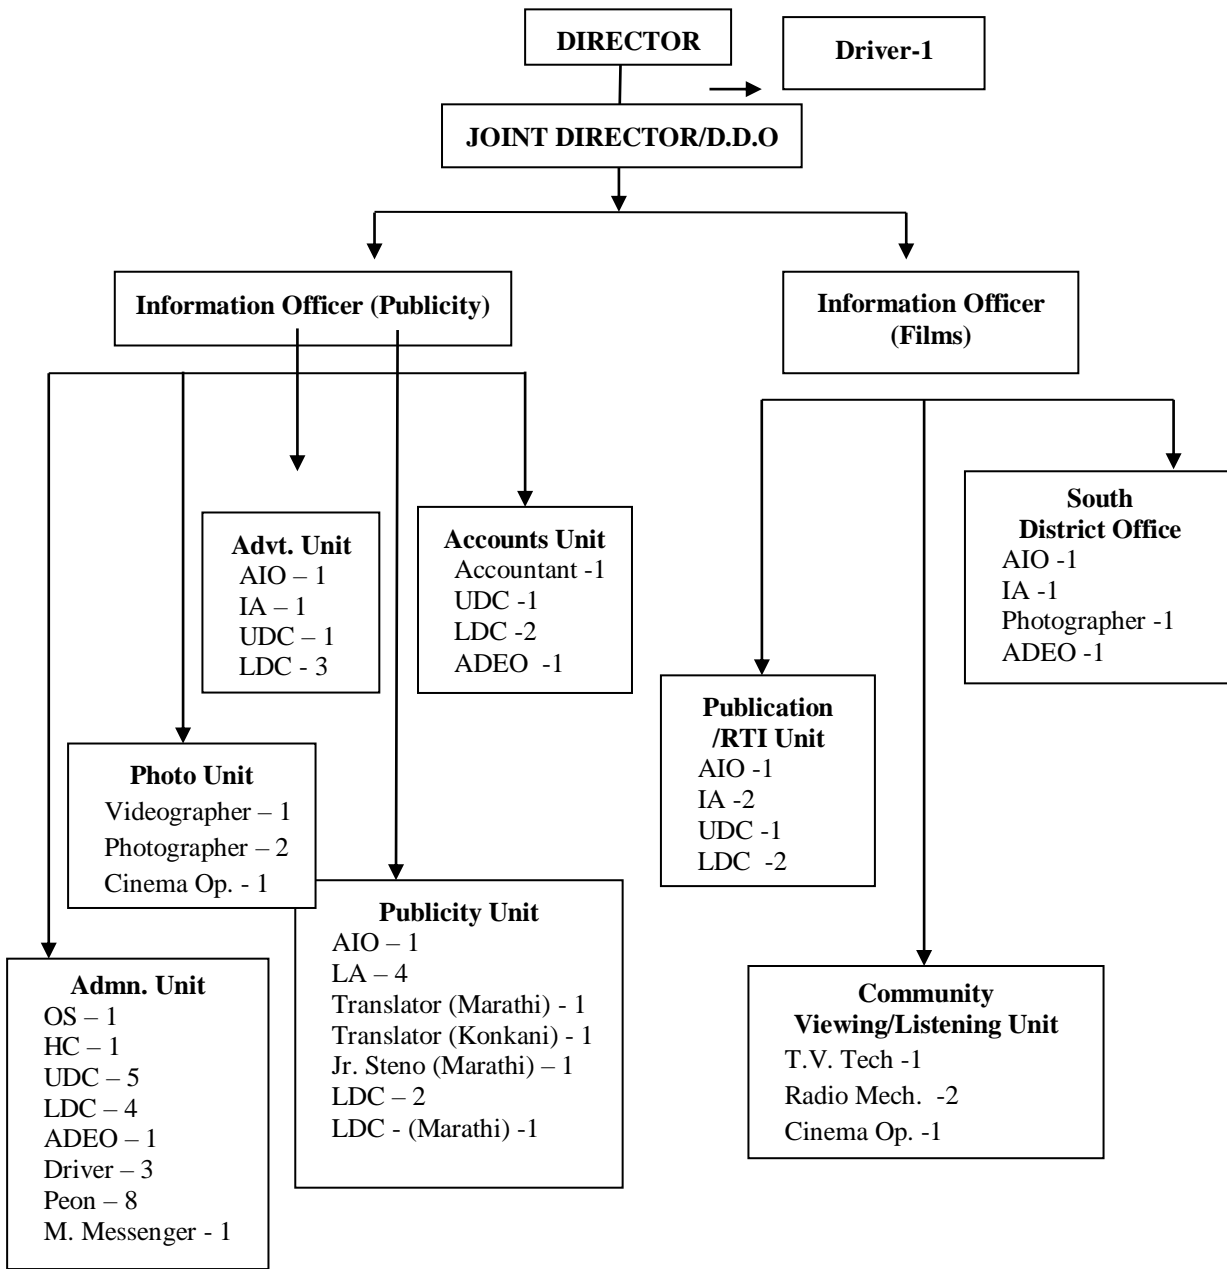 DIRECTOR
Driver-1
JOINT DIRECTOR/D.D.O
Information Officer (Publicity)
Information Officer
(Films)
Advt. Unit
AIO – 1
IA – 1
UDC – 1
LDC - 3
Accounts Unit
Accountant -1
UDC -1
LDC -2
ADEO -1
South
District Office
AIO -1
IA -1
Photographer -1
ADEO -1
Photo Unit
Videographer – 1
Photographer – 2
Cinema Op. - 1
Publication
/RTI Unit
AIO -1
IA -2
UDC -1
LDC -2
Admn. Unit
OS – 1
HC – 1
UDC – 5
LDC – 4
ADEO – 1
Driver – 3
Peon – 8
M. Messenger - 1
Publicity Unit
AIO – 1
LA – 4
Translator (Marathi) - 1
Translator (Konkani) - 1
Jr. Steno (Marathi) – 1
LDC – 2
LDC - (Marathi) -1
Community
Viewing/Listening Unit
T.V. Tech -1
Radio Mech. -2
Cinema Op. -1